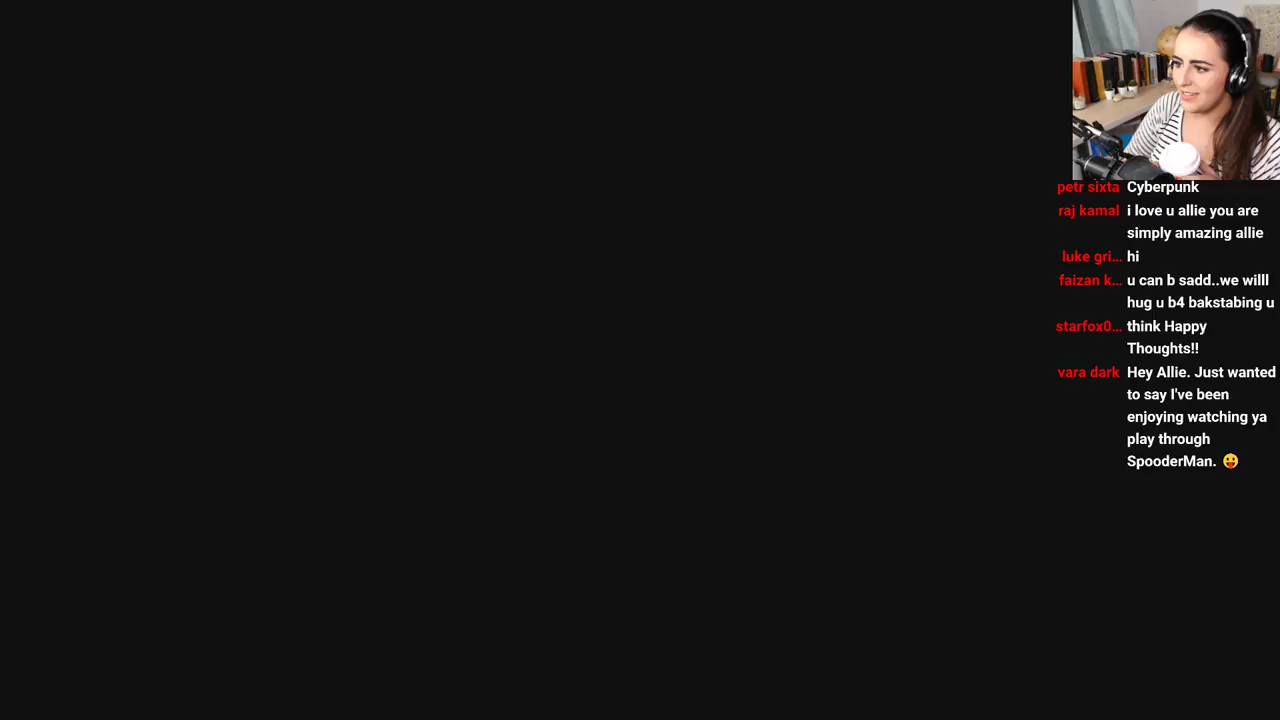 petr sixta Cyberpunk
raj kamal i love u allie you are
simply amazing allie
luke gri... hi
faizan k... u can b sadd..we willl
hug u b4 bakstabing u
starfox0... think Happy
Thoughts!!
vara dark Hey Allie. Just wanted
to say I've been
enjoying watching ya
play through
SpooderMan. 😛